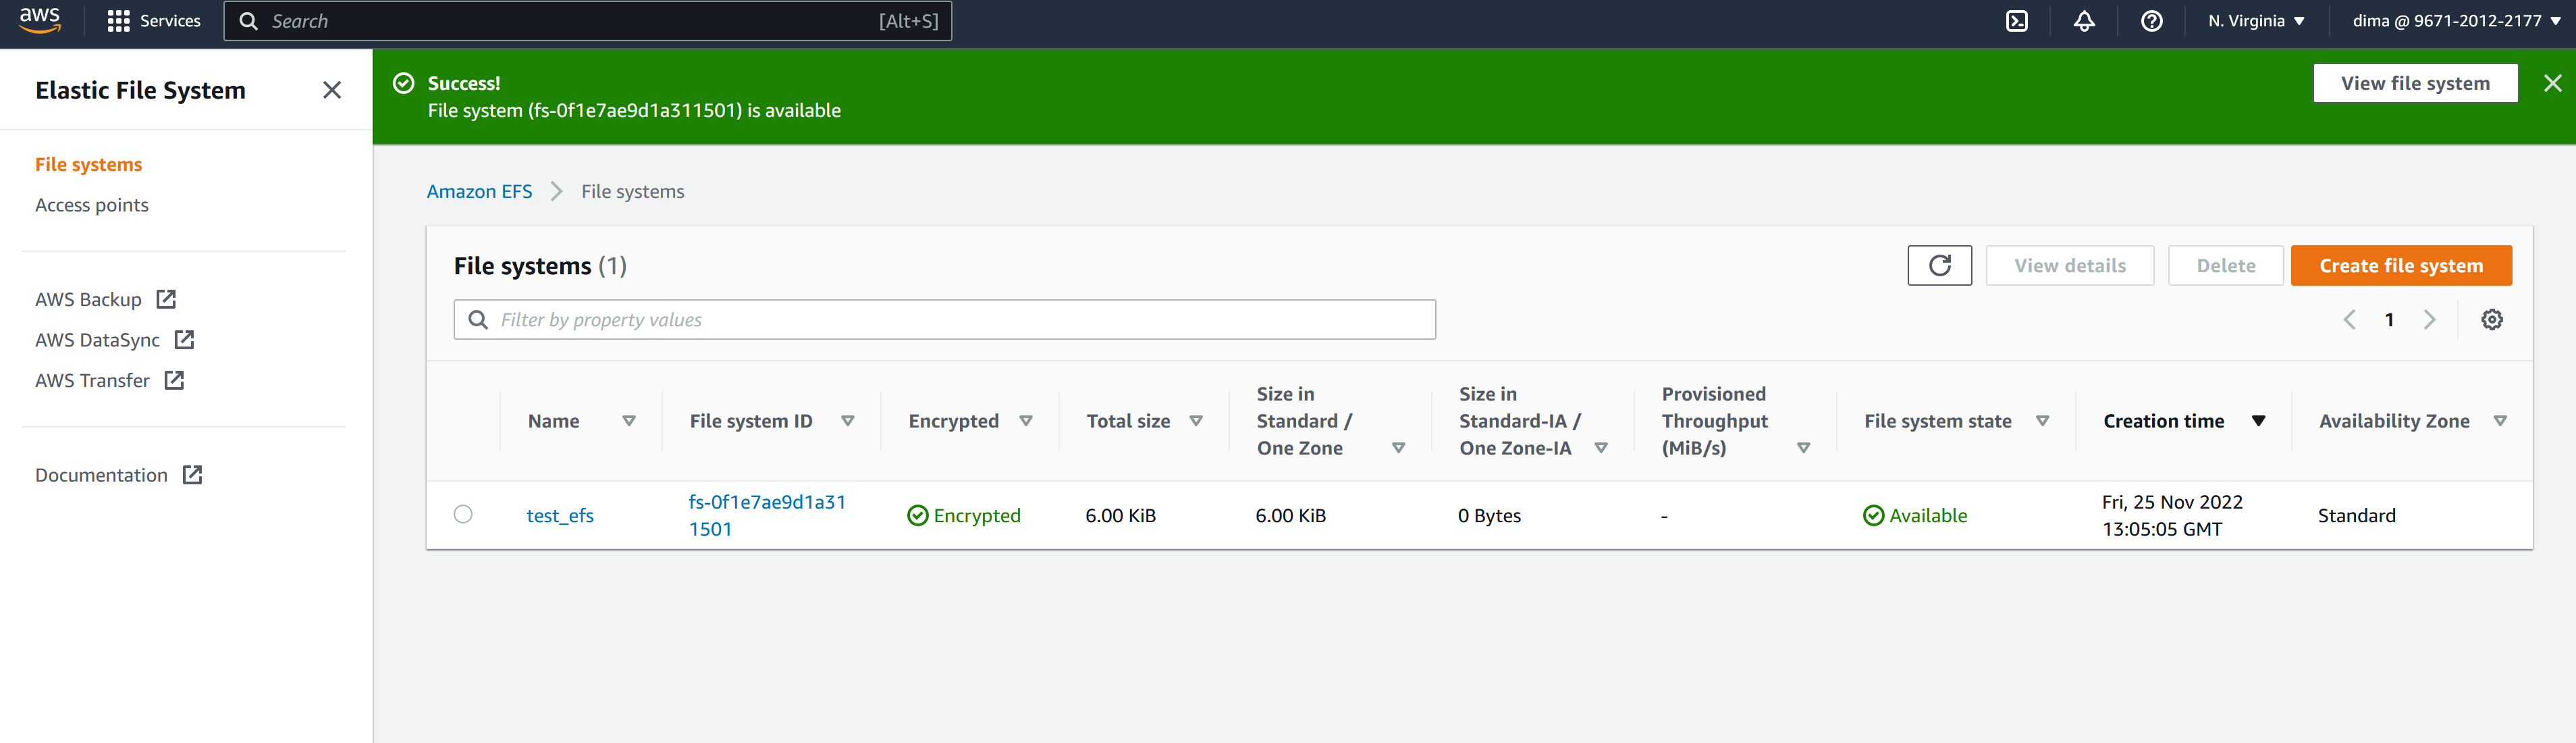 aws
Services
Search
[Alt+S]
N. Virginia
dima @ 9671-2012-2177
Elastic File System
File systems
Access points
AWS Backup
AWS DataSync
AWS Transfer
Documentation
Success!
File system (fs-0f1e7ae9d1a311501) is available
View file system
Amazon EFS
File systems
File systems (1)
View details
Delete
Create file system
Filter by property values
1
Name
File system ID
Encrypted
Total size
Size in
Standard /
One Zone
Size in
Standard-IA /
One Zone-IA
Provisioned
Throughput
(MiB/s)
File system state
Creation time
Availability Zone
test_efs
fs-0f1e7ae9d1a31
1501
Encrypted
6.00 KiB
6.00 KiB
0 Bytes
-
Available
Fri, 25 Nov 2022
13:05:05 GMT
Standard